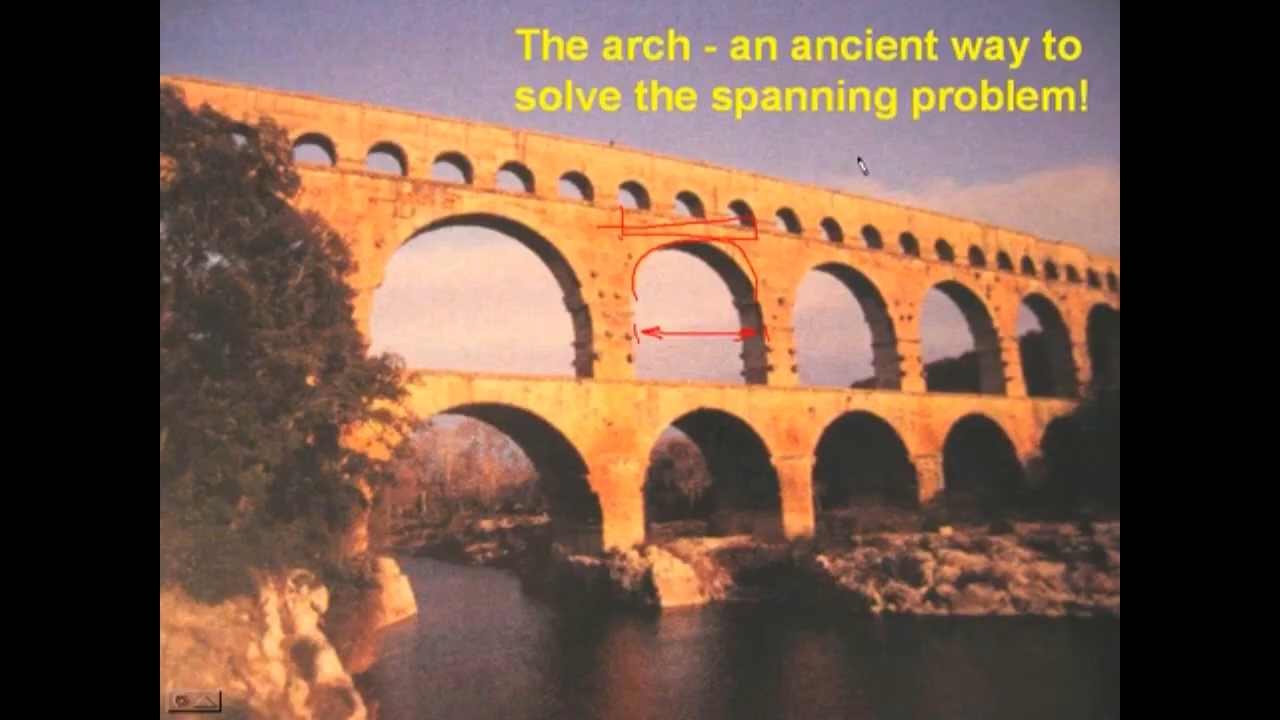 The arch - an ancient way to
solve the spanning problem!